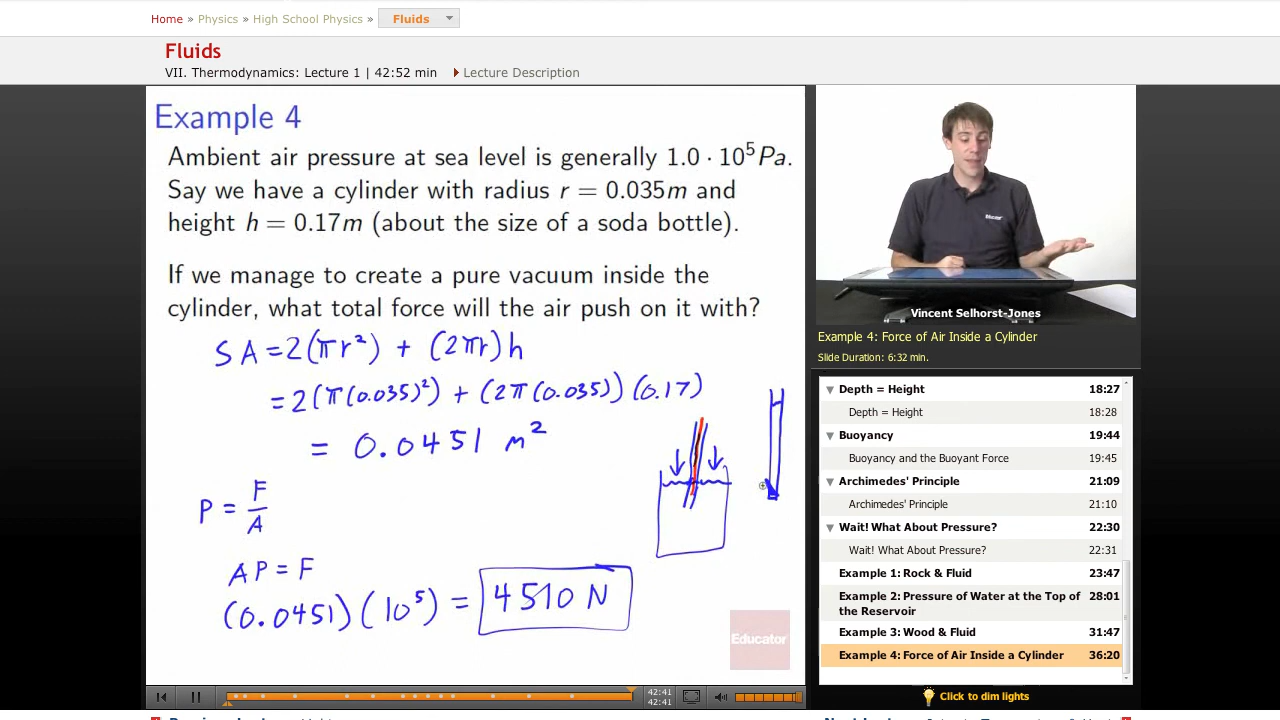 Home » Physics » High School Physics » Fluids
Fluids
VII. Thermodynamics: Lecture 1 | 42:52 min Lecture Description
Example 4
Ambient air pressure at sea level is generally 1.0 · 10⁵Pa.
Say we have a cylinder with radius r = 0.035m and
height h = 0.17m (about the size of a soda bottle).
If we manage to create a pure vacuum inside the
cylinder, what total force will the air push on it with?
SA = 2(πr²) + (2πr)h
= 2(π(0.035)²) + (2π(0.035))(0.17)
= 0.0451 m²
P = F/A
AP = F
(0.0451)(10⁵) = 4510 N
Educator
42:41
42:41
Educator
Vincent Selhorst-Jones
Example 4: Force of Air Inside a Cylinder
Slide Duration: 6:32 min.
Depth = Height 18:27
Depth = Height 18:28
Buoyancy 19:44
Buoyancy and the Buoyant Force 19:45
Archimedes' Principle 21:09
Archimedes' Principle 21:10
Wait! What About Pressure? 22:30
Wait! What About Pressure? 22:31
Example 1: Rock & Fluid 23:47
Example 2: Pressure of Water at the Top of 28:01
the Reservoir
Example 3: Wood & Fluid 31:47
Example 4: Force of Air Inside a Cylinder 36:20
Click to dim lights